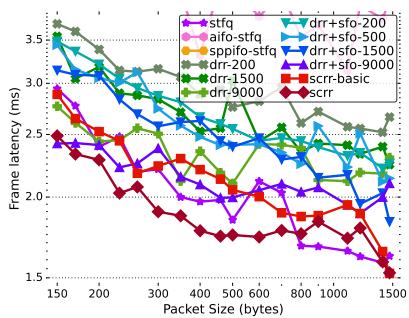 stfq
aifo-stfq
sppifo-stfq
drr-200
drr-1500
drr-9000
drr+sfo-200
drr+sfo-500
drr+sfo-1500
drr+sfo-9000
scrr-basic
scrr
Frame latency (ms)
3.5
3.0
2.5
2.0
1.5
150 200 300 400 500 600 800 1000 1500
Packet Size (bytes)